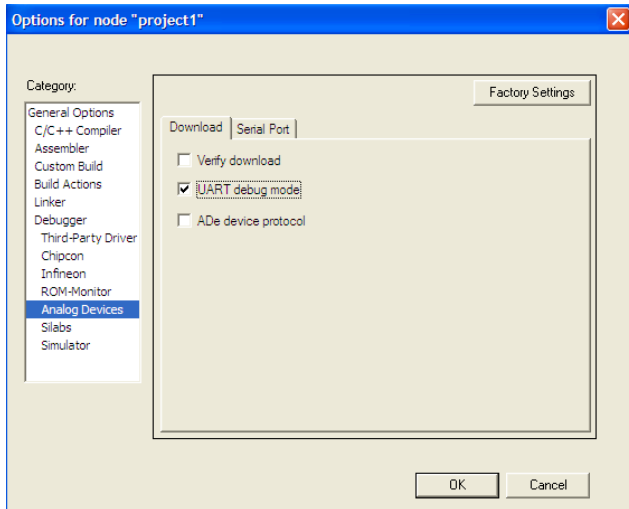 Options for node "project1"
Category:
Factory Settings
General Options
C/C++ Compiler
Assembler
Custom Build
Build Actions
Linker
Debugger
Third-Party Driver
Chipcon
Infineon
ROM-Monitor
Analog Devices
Silabs
Simulator
Download
Serial Port
Verify download
UART debug mode
ADe device protocol
OK
Cancel